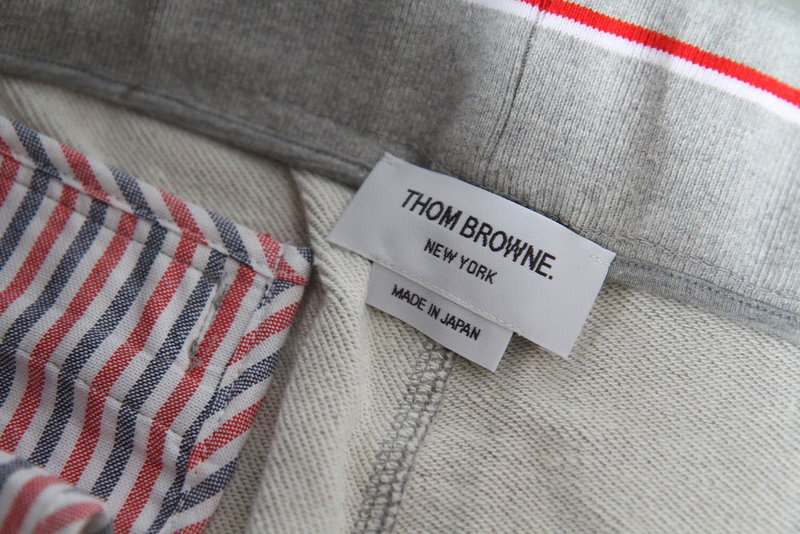 THOM BROWNE.
NEW YORK
MADE IN JAPAN